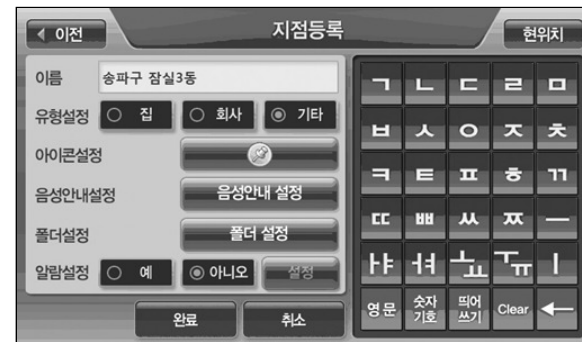 이전 지점등록 현위치
이름 송파구 잠실3동
유형설정 집 회사 기타
아이콘설정
음성안내설정 음성안내 설정
폴더설정 폴더 설정
알람설정 예 아니오 설정
완료 취소
ㄱ ㄴ ㄷ ㄹ ㅁ
ㅂ ㅅ ㅇ ㅈ ㅊ
ㅋ ㅌ ㅍ ㅎ ㄲ
ㄸ ㅃ ㅆ ㅉ ㅡ
ㅏㅑ ㅓㅕ ㅗㅛ ㅜㅠ ㅣ
영문 숫자기호 띄어쓰기 Clear ←